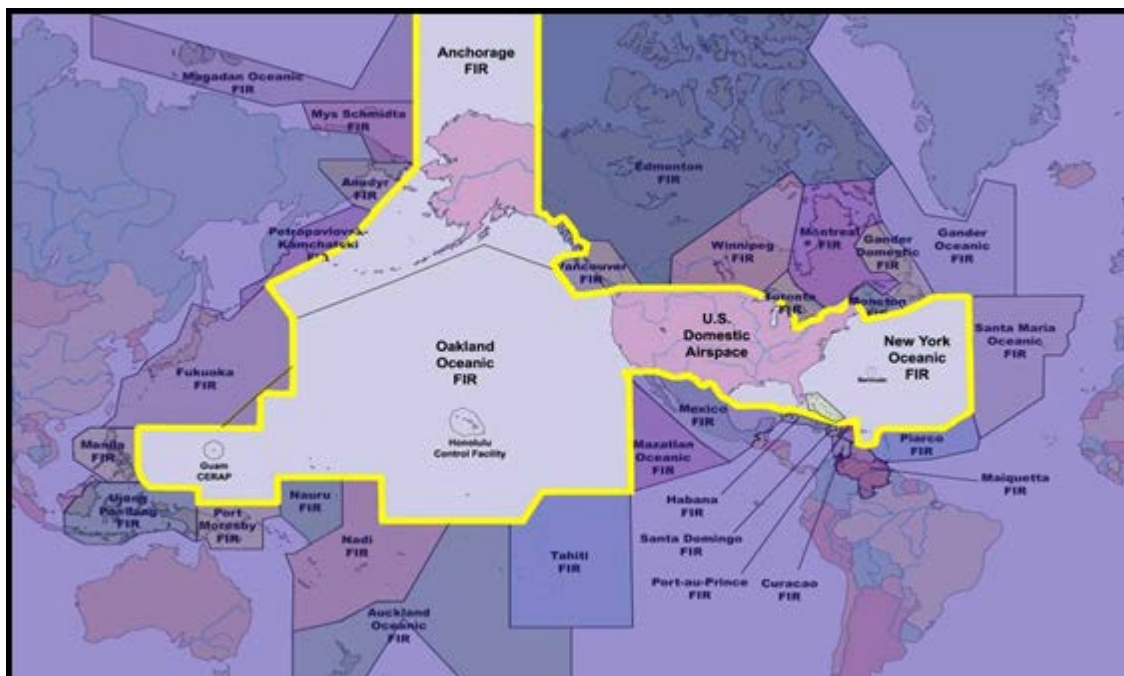 Anchorage
FIR
Magadan Oceanic
FIR
Mys Schmidta
FIR
Edmonton
FIR
Anadyr
FIR
Petropavlovsk-
Kamchatski
FIR
Winnipeg
FIR
Montreal
FIR
Gander
Domestic
FIR
Gander
Oceanic
FIR
Vancouver
FIR
Toronto
FIR
Moncton
FIR
U.S.
Domestic
Airspace
New York
Oceanic
FIR
Bermuda
Santa Maria
Oceanic
FIR
Oakland
Oceanic
FIR
Fukuoka
FIR
Mexico
FIR
Honolulu
Control Facility
Manila
FIR
Guam
CERAP
Mazatlan
Oceanic
FIR
Piarco
FIR
Maiquetta
FIR
Ujung
Pandang
FIR
Port
Moresby
FIR
Nauru
FIR
Habana
FIR
Nadi
FIR
Tahiti
FIR
Santa Domingo
FIR
Port-au-Prince
FIR
Curacao
FIR
Auckland
Oceanic
FIR